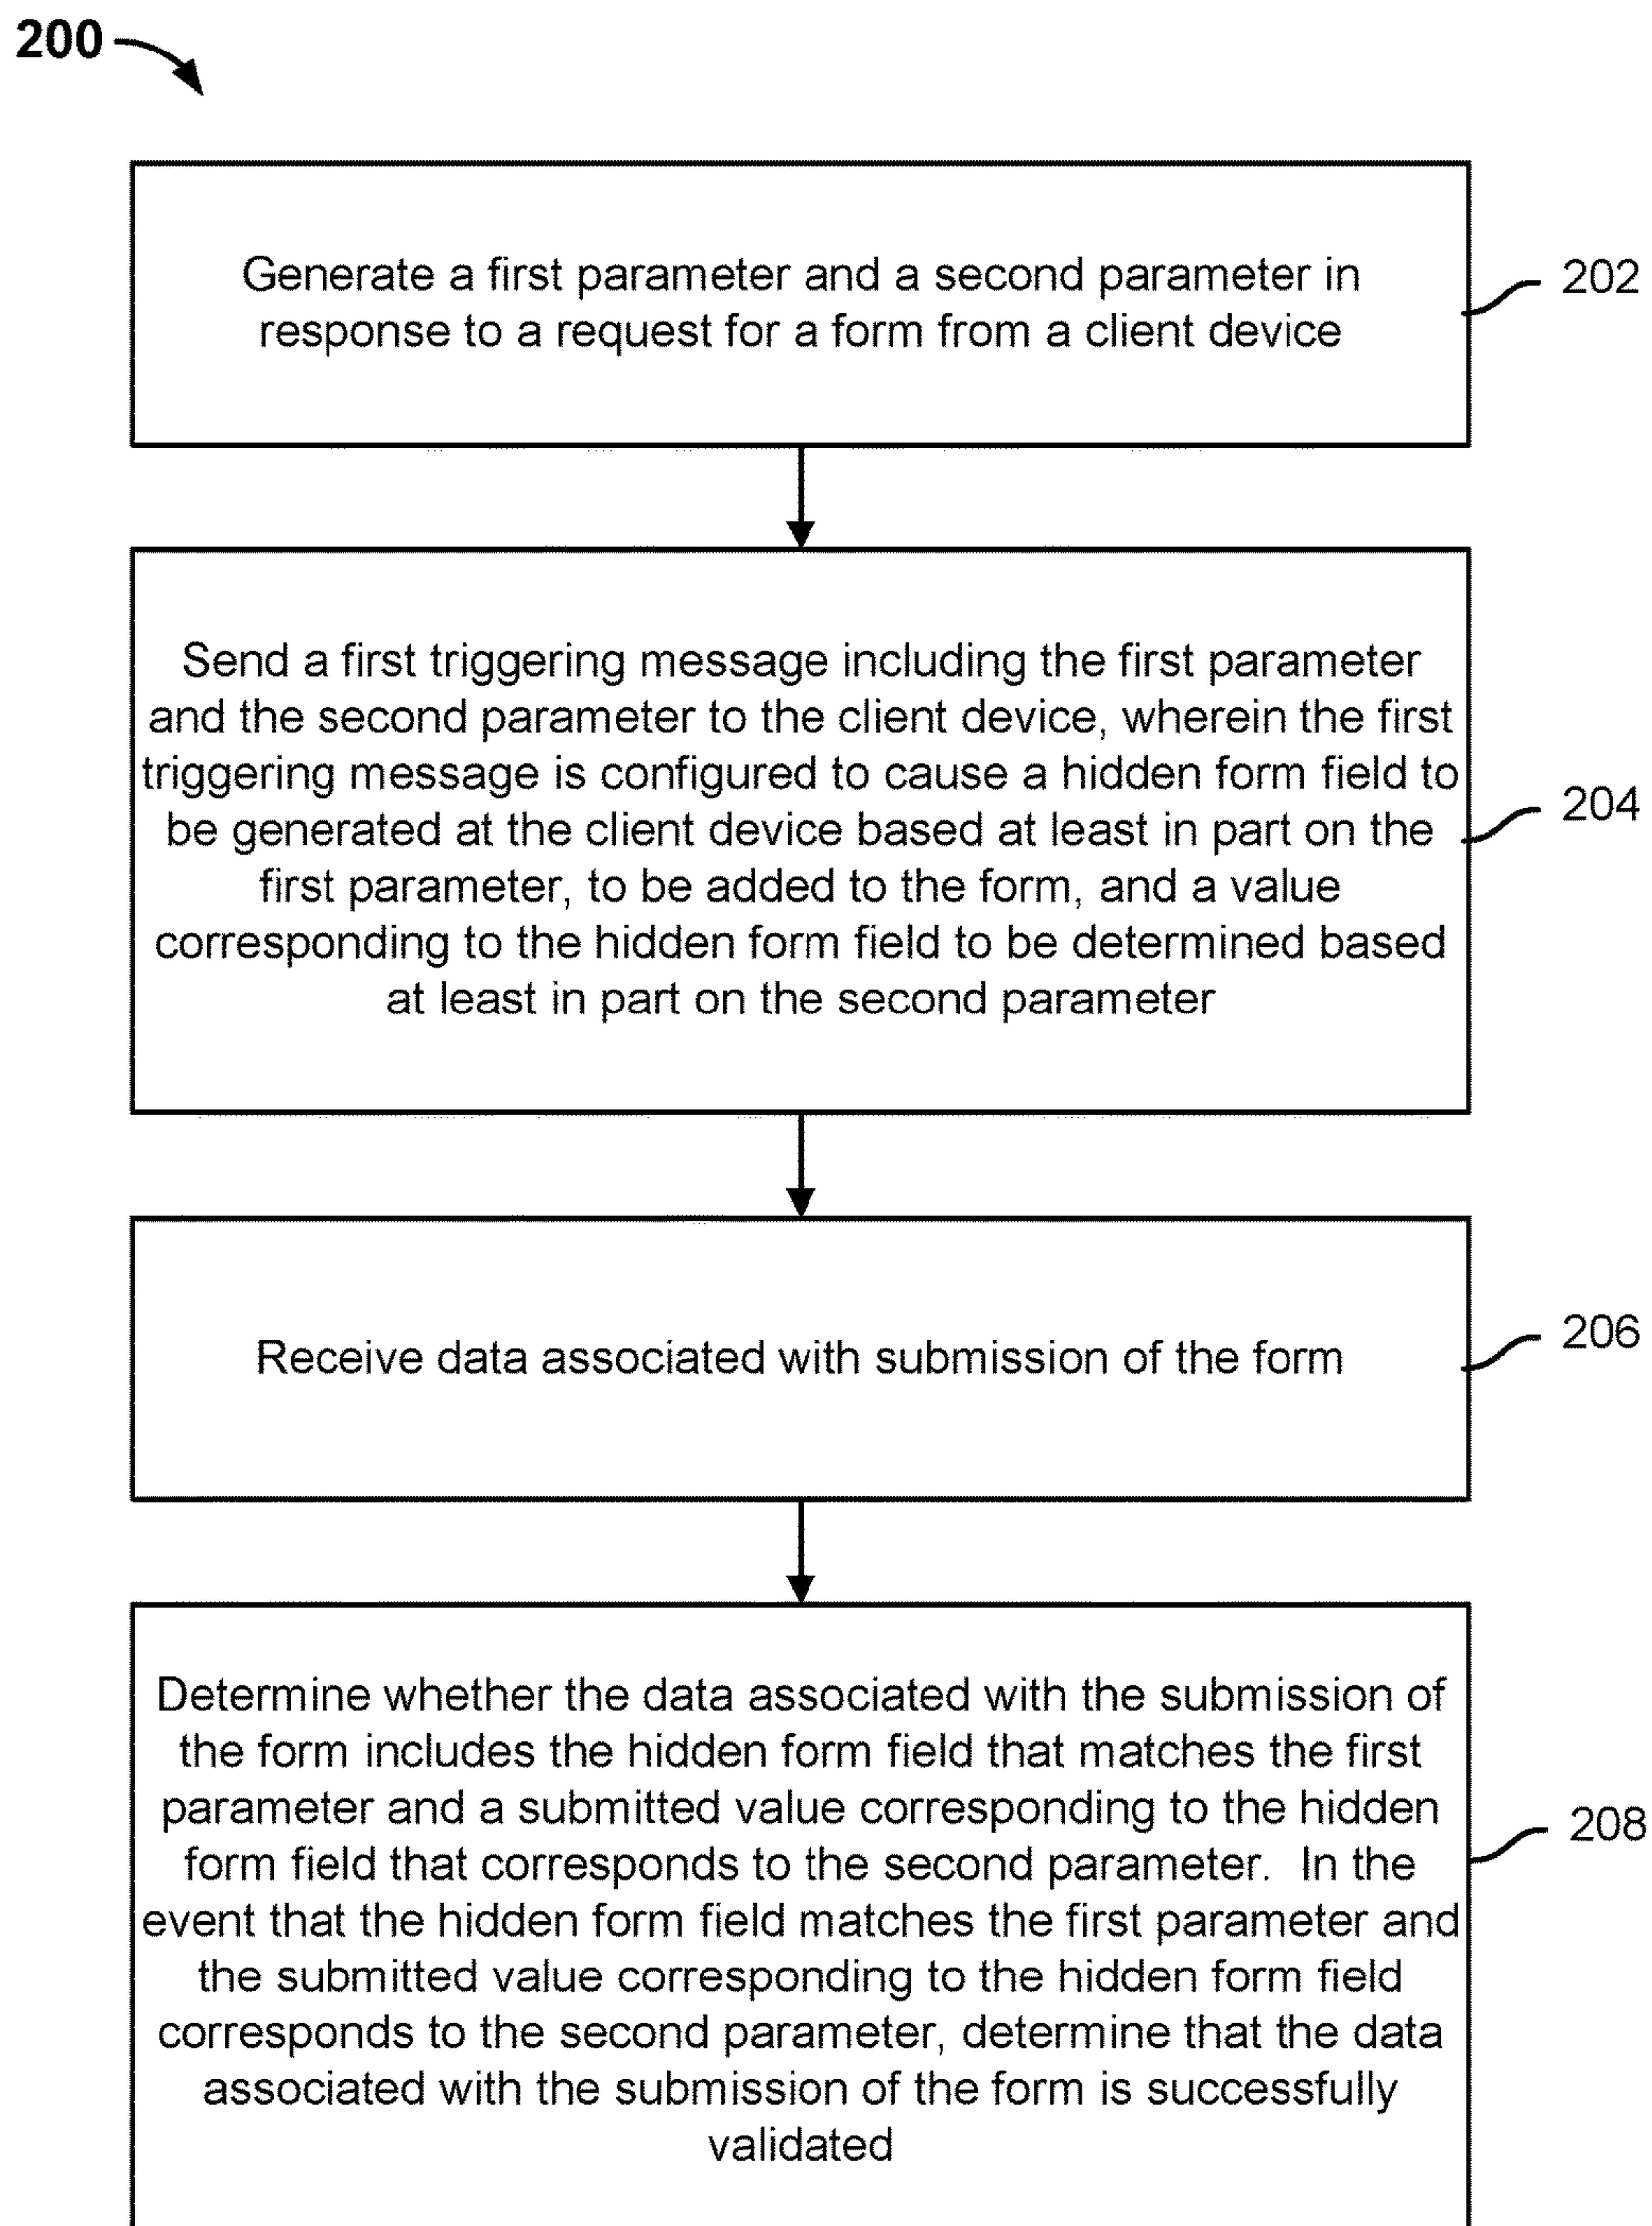 200
Generate a first parameter and a second parameter in
response to a request for a form from a client device
202
Send a first triggering message including the first parameter
and the second parameter to the client device, wherein the first
triggering message is configured to cause a hidden form field to
be generated at the client device based at least in part on the
first parameter, to be added to the form, and a value
corresponding to the hidden form field to be determined based
at least in part on the second parameter
204
Receive data associated with submission of the form
206
Determine whether the data associated with the submission of
the form includes the hidden form field that matches the first
parameter and a submitted value corresponding to the hidden
form field that corresponds to the second parameter.  In the
event that the hidden form field matches the first parameter and
the submitted value corresponding to the hidden form field
corresponds to the second parameter, determine that the data
associated with the submission of the form is successfully
validated
208